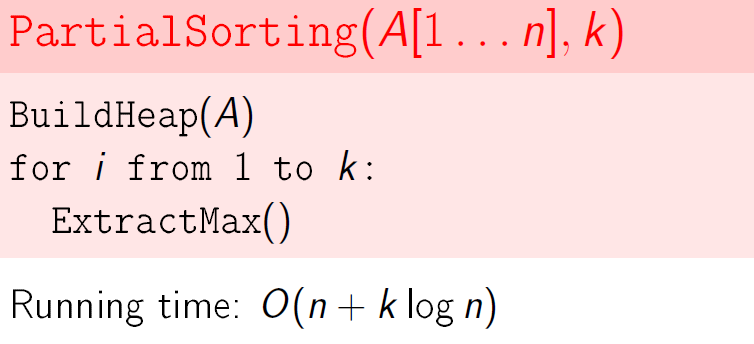 PartialSorting(A[1 . . . n], k)
BuildHeap(A)
for i from 1 to k:
ExtractMax()
Running time: O(n + k log n)